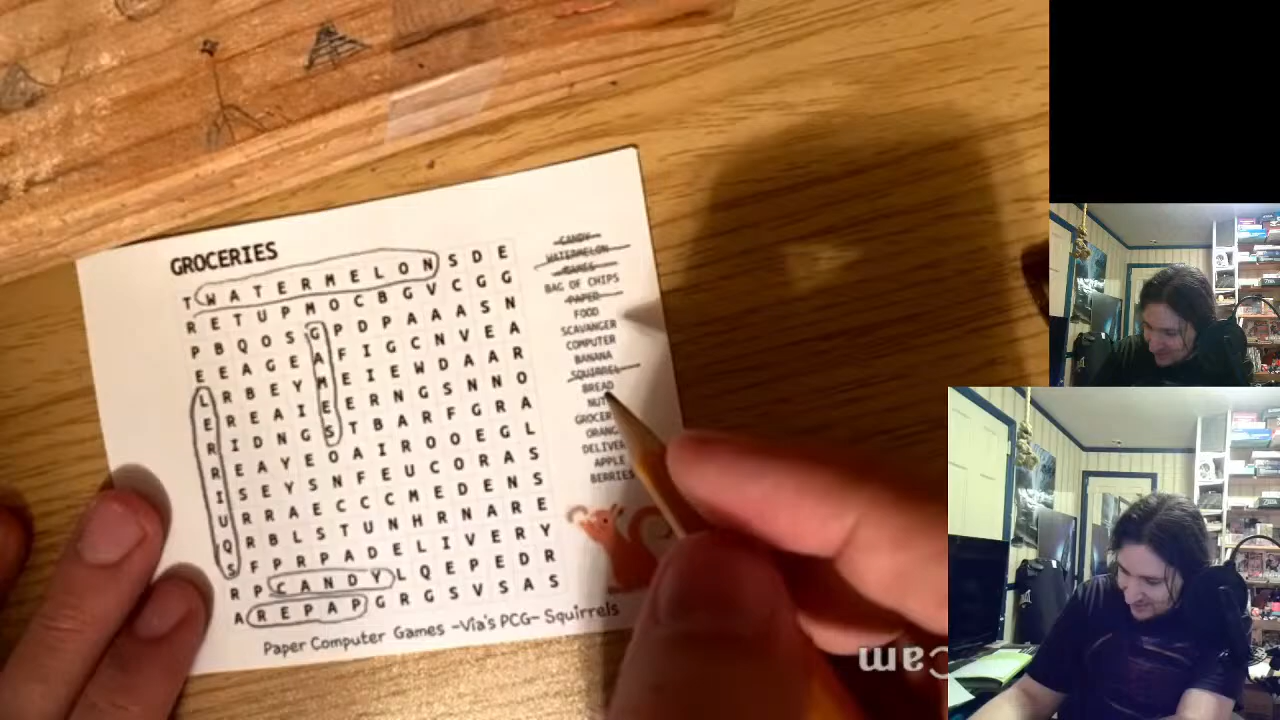 GROCERIES
T W A T E R M E L O N S D E
R E T U P M O C B G V C G G
P B Q O S G P D P A A A S N
E E A G E A F I G C N V E A
L R B E Y M E I E W D A A R
E R E A I E E R N G S N N O
R I D N G S T B A R F G R A
R E A Y E O A I R O O E G L
I S E Y S N F E U C O R A S
U R R A E C C C M E D E N S
Q R B L S T U N H R N A R E
S F P R P A D E L I V E R Y
R P C A N D Y L Q E P E D R
A R E P A P G R G S V S A S
CANDY
WATERMELON
GAMES
BAG OF CHIPS
PAPER
FOOD
SCAVANGER
COMPUTER
BANANA
SQUIRREL
BREAD
APPLE
BERRIES
Paper Computer Games -Via's PCG- Squirrels
Cam